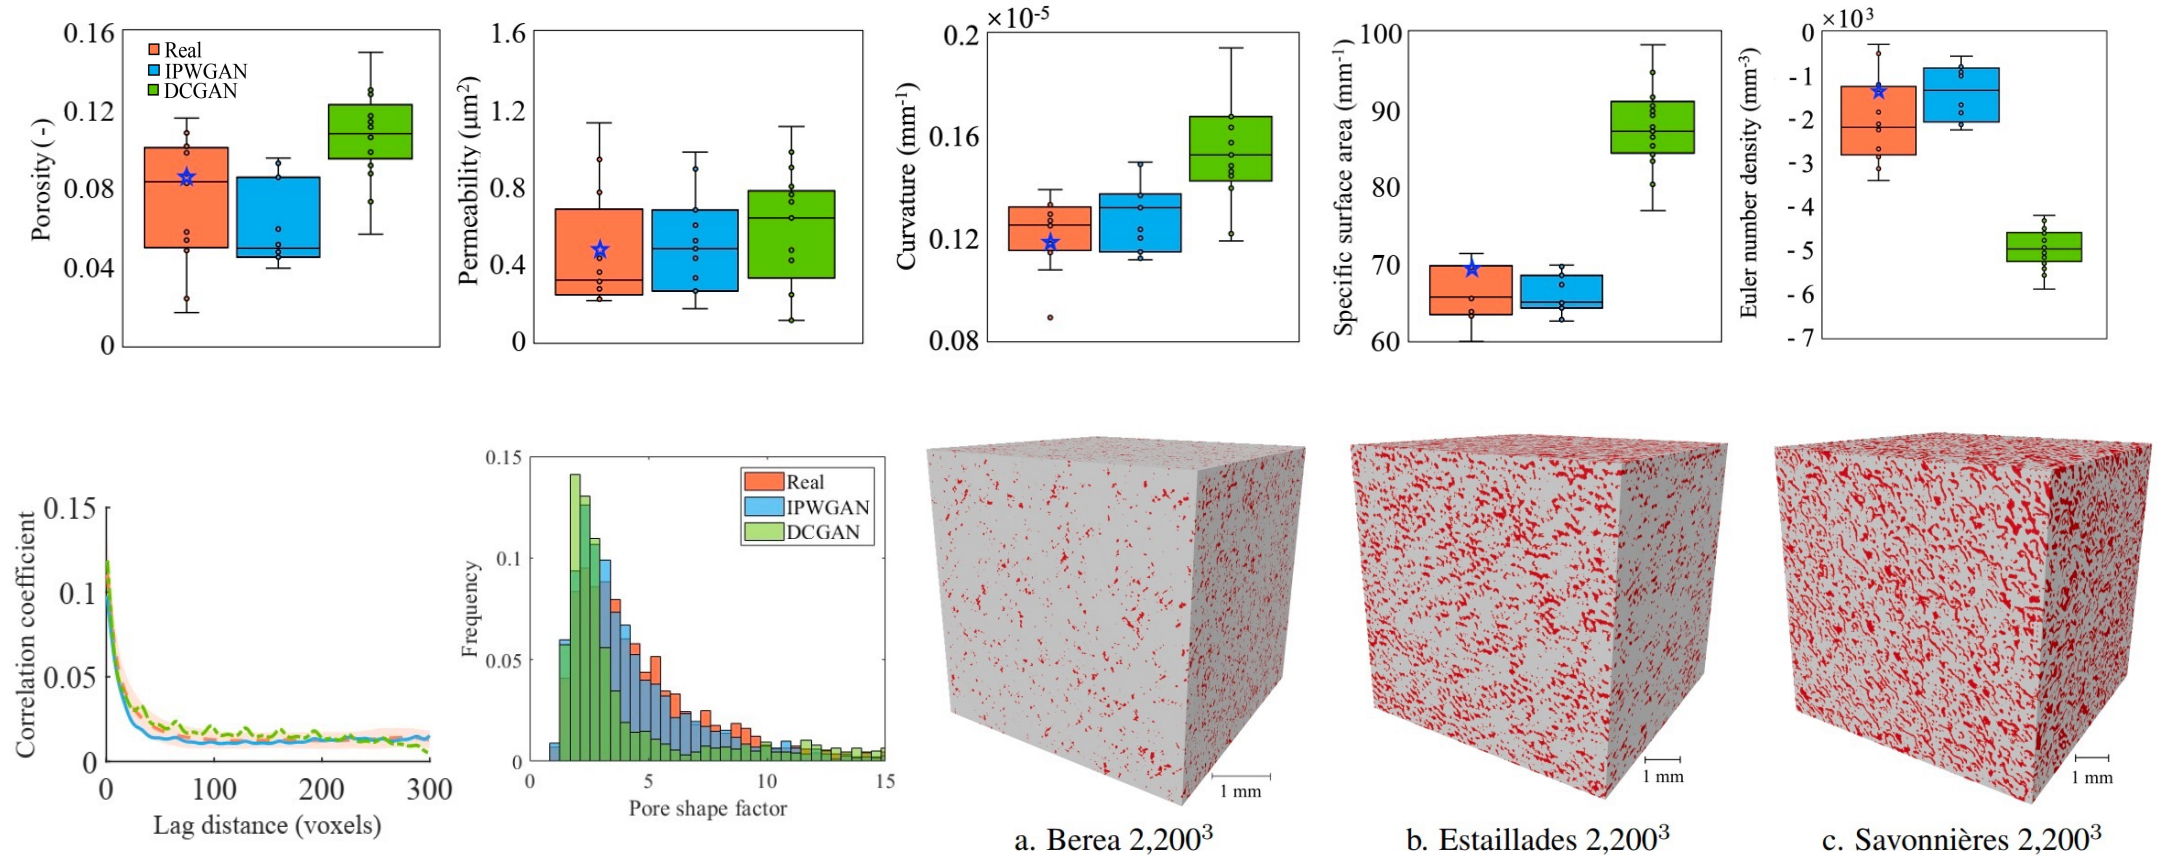 Porosity (-)
0.16
0.12
0.08
0.04
0
Real
IPWGAN
DCGAN
Permeability (μm²)
1.6
1.2
0.8
0.4
0
Curvature (mm⁻¹)
×10⁻⁵
0.2
0.16
0.12
0.08
Specific surface area (mm⁻¹)
100
90
80
70
60
Euler number density (mm⁻³)
×10³
0
- 1
- 2
- 3
- 4
- 5
- 6
- 7
Correlation coefficient
0.15
0.1
0.05
0
0 100 200 300
Lag distance (voxels)
Frequency
0.15
0.1
0.05
0
Real
IPWGAN
DCGAN
0 5 10 15
Pore shape factor
1 mm
a. Berea 2,200³
1 mm
b. Estaillades 2,200³
1 mm
c. Savonnières 2,200³